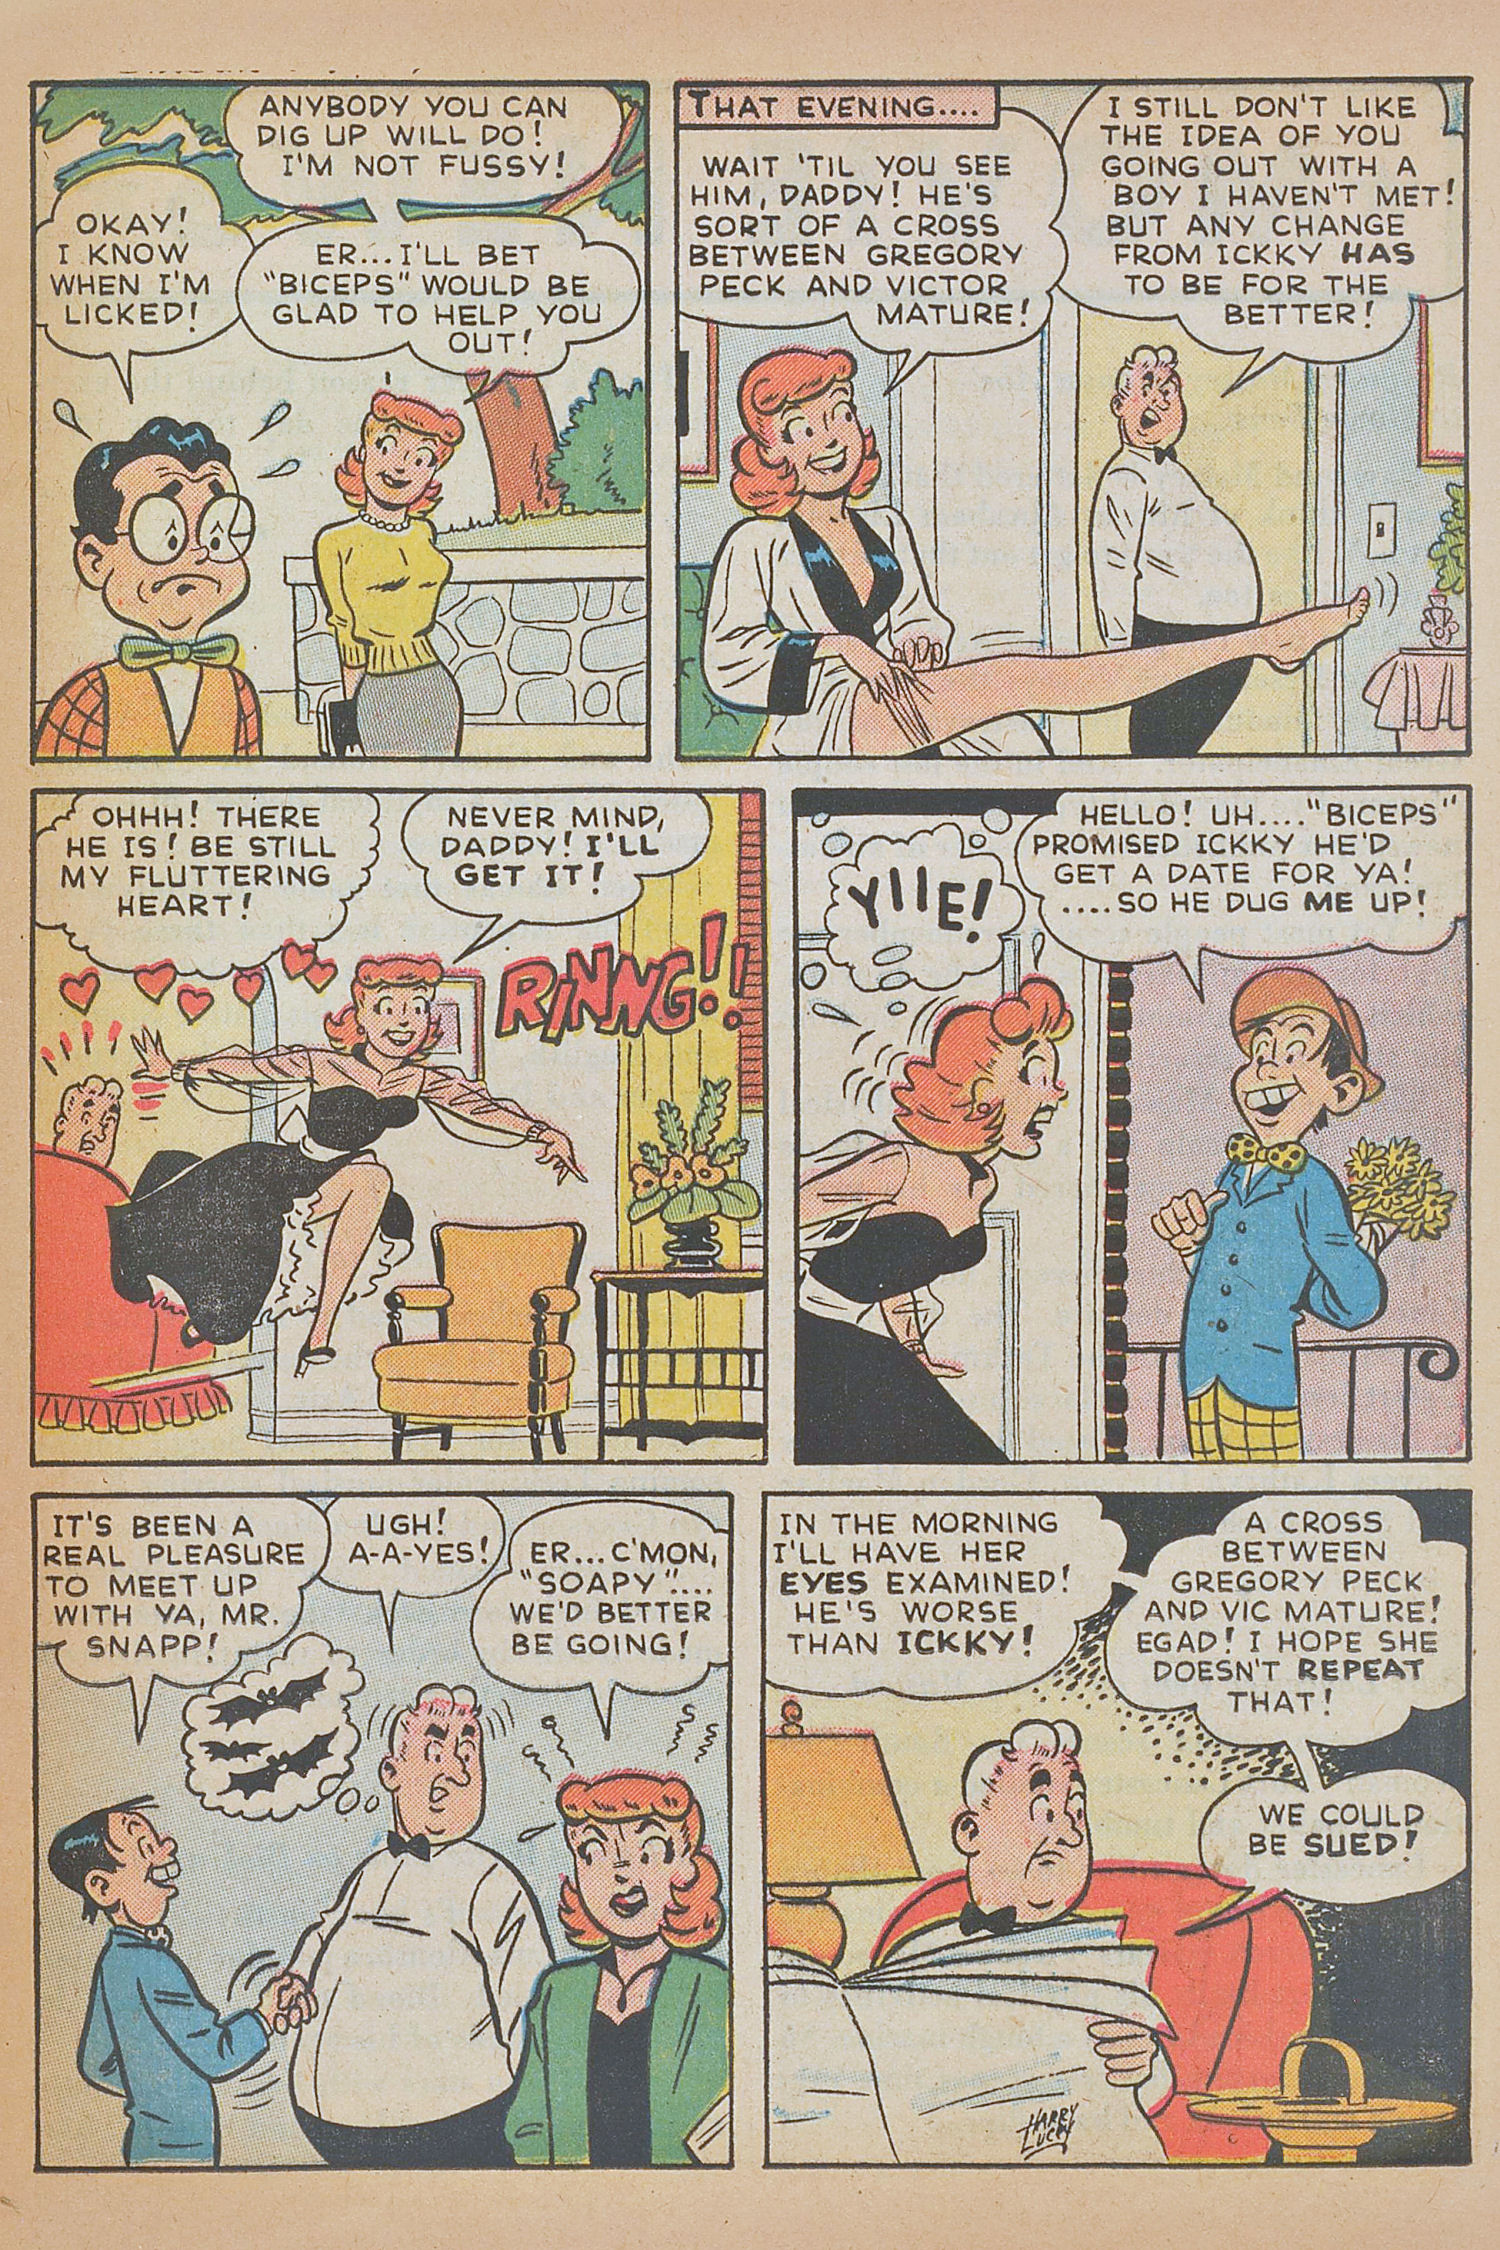 ANYBODY YOU CAN
DIG UP WILL DO!
I'M NOT FUSSY!
OKAY!
I KNOW
WHEN I'M
LICKED!
ER...I'LL BET
"BICEPS" WOULD BE
GLAD TO HELP YOU
OUT!
THAT EVENING....
WAIT 'TIL YOU SEE
HIM, DADDY! HE'S
SORT OF A CROSS
BETWEEN GREGORY
PECK AND VICTOR
MATURE!
I STILL DON'T LIKE
THE IDEA OF YOU
GOING OUT WITH A
BOY I HAVEN'T MET!
BUT ANY CHANGE
FROM ICKKY HAS
TO BE FOR THE
BETTER!
OHHH! THERE
HE IS! BE STILL
MY FLUTTERING
HEART!
NEVER MIND,
DADDY! I'LL
GET IT!
RINNG!!!
YIIE!
HELLO! UH...."BICEPS"
PROMISED ICKKY HE'D
GET A DATE FOR YA!
....SO HE DUG ME UP!
IT'S BEEN A
REAL PLEASURE
TO MEET UP
WITH YA, MR.
SNAPP!
UGH!
A-A-YES!
ER...C'MON,
"SOAPY"....
WE'D BETTER
BE GOING!
IN THE MORNING
I'LL HAVE HER
EYES EXAMINED!
HE'S WORSE
THAN ICKKY!
A CROSS
BETWEEN
GREGORY PECK
AND VIC MATURE!
EGAD! I HOPE SHE
DOESN'T REPEAT
THAT!
WE COULD
BE SUED!
HARRY
LUCEY